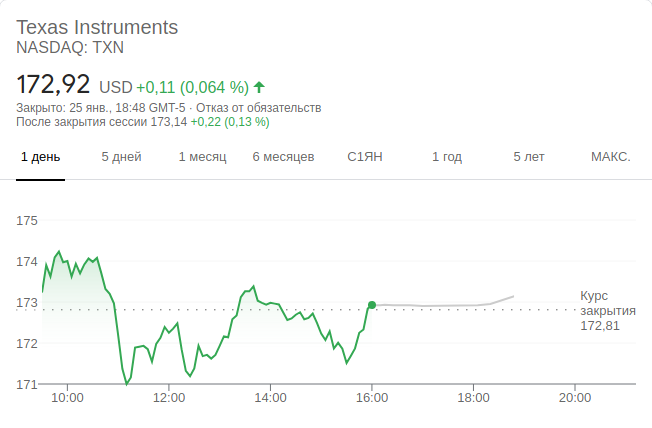 Texas Instruments
NASDAQ: TXN
172,92 USD +0,11 (0,064 %)
Закрыто: 25 янв., 18:48 GMT-5 · Отказ от обязательств
После закрытия сессии 173,14 +0,22 (0,13 %)
1 день 5 дней 1 месяц 6 месяцев С1ЯН 1 год 5 лет МАКС.
175
174
173
172
171
Курс
закрытия
172,81
10:00 12:00 14:00 16:00 18:00 20:00